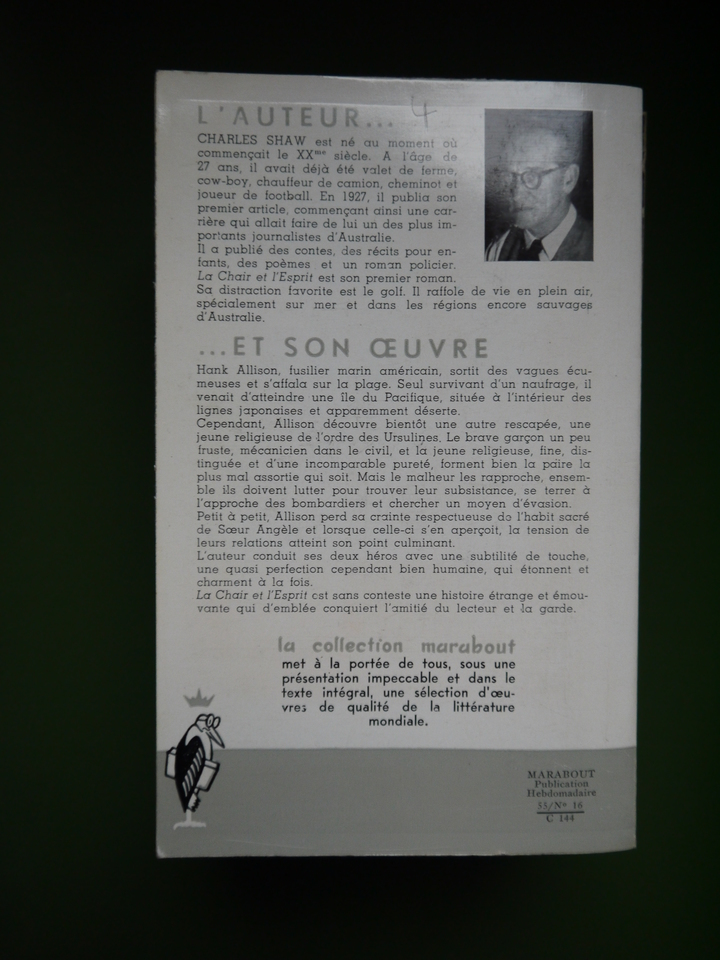 L'AUTEUR... 4
CHARLES SHAW est né au moment où
commençait le XXme siècle. A l'âge de
27 ans, il avait déjà été valet de ferme,
cow-boy, chauffeur de camion, cheminot et
joueur de football. En 1927, il publia son
premier article, commençant ainsi une car-
rière qui allait faire de lui un des plus im-
portants journalistes d'Australie.
Il a publié des contes, des récits pour en-
fants, des poèmes et un roman policier.
La Chair et l'Esprit est son premier roman.
Sa distraction favorite est le golf. Il raffole de vie en plein air,
spécialement sur mer et dans les régions encore sauvages
d'Australie.
...ET SON ŒUVRE
Hank Allison, fusilier marin américain, sortit des vagues écu-
meuses et s'affala sur la plage. Seul survivant d'un naufrage, il
venait d'atteindre une île du Pacifique, située à l'intérieur des
lignes japonaises et apparemment déserte.
Cependant, Allison découvre bientôt une autre rescapée, une
jeune religieuse de l'ordre des Ursulines. Le brave garçon un peu
fruste, mécanicien dans le civil, et la jeune religieuse, fine, dis-
tinguée et d'une incomparable pureté, forment bien la paire la
plus mal assortie qui soit. Mais le malheur les rapproche, ensem-
ble ils doivent lutter pour trouver leur subsistance, se terrer à
l'approche des bombardiers et chercher un moyen d'évasion.
Petit à petit, Allison perd sa crainte respectueuse de l'habit sacré
de Sœur Angèle et lorsque celle-ci s'en aperçoit, la tension de
leurs relations atteint son point culminant.
L'auteur conduit ses deux héros avec une subtilité de touche,
une quasi perfection cependant bien humaine, qui étonnent et
charment à la fois.
La Chair et l'Esprit est sans conteste une histoire étrange et émou-
vante qui d'emblée conquiert l'amitié du lecteur et la garde.
la collection marabout
met à la portée de tous, sous une
présentation impeccable et dans le
texte intégral, une sélection d'œu-
vres de qualité de la littérature
mondiale.
MARABOUT
Publication
Hebdomadaire
55/N° 16
C 144